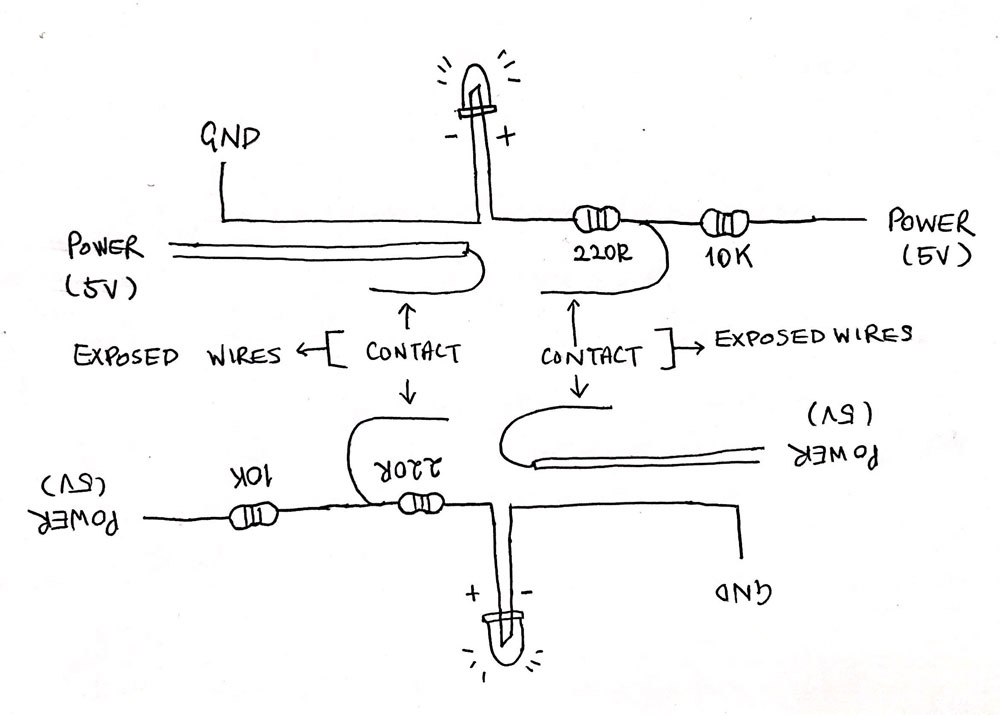 GND
- +
POWER
(5V)
220R
10K
POWER
(5V)
EXPOSED WIRES
CONTACT
CONTACT
EXPOSED WIRES
(5V)
POWER
10K
220R
(5V)
POWER
+ -
GND